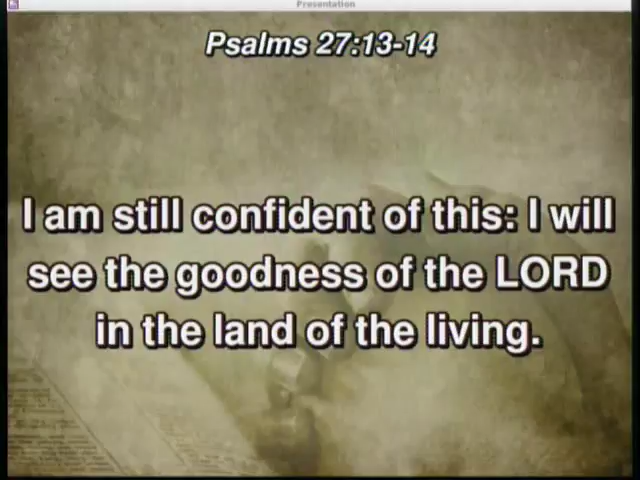 Presentation
Psalms 27:13-14
I am still confident of this: I will
see the goodness of the LORD
in the land of the living.